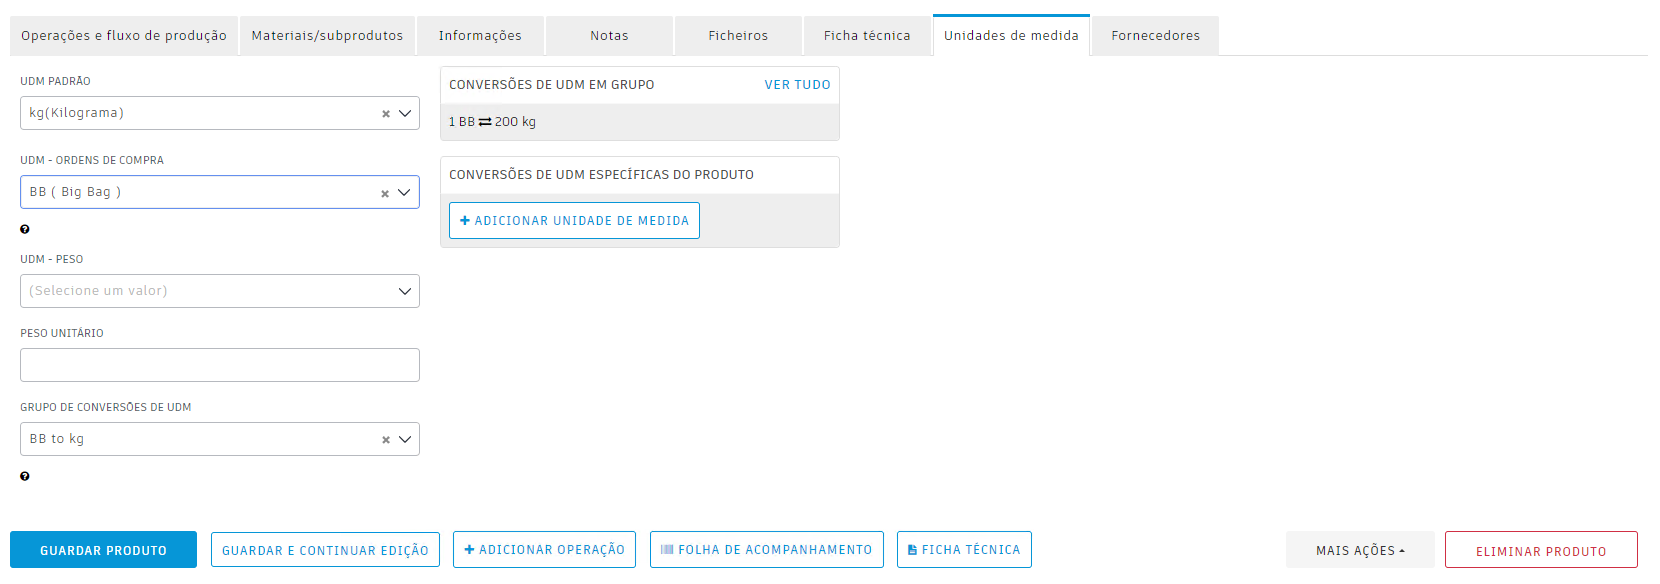 Operações e fluxo de produção Materiais/subprodutos Informações Notas Ficheiros Ficha técnica Unidades de medida Fornecedores
UDM PADRÃO
kg(Kilograma)
UDM - ORDENS DE COMPRA
BB ( Big Bag )
UDM - PESO
(Selecione um valor)
PESO UNITÁRIO
GRUPO DE CONVERSÕES DE UDM
BB to kg
CONVERSÕES DE UDM EM GRUPO VER TUDO
1 BB ⇄ 200 kg
CONVERSÕES DE UDM ESPECÍFICAS DO PRODUTO
+ ADICIONAR UNIDADE DE MEDIDA
GUARDAR PRODUTO GUARDAR E CONTINUAR EDIÇÃO + ADICIONAR OPERAÇÃO FOLHA DE ACOMPANHAMENTO FICHA TÉCNICA MAIS AÇÕES ELIMINAR PRODUTO